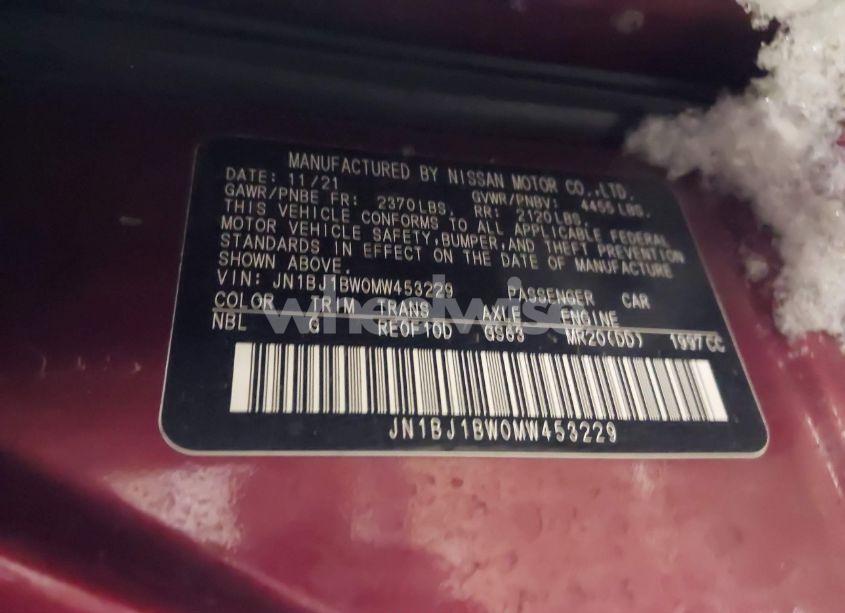 MANUFACTURED BY NISSAN MOTOR CO.,LTD.
DATE: 11/21 GVWR/PNBV: 4455 LBS.
GAWR/PNBE FR: 2370LBS. RR: 2120LBS.
THIS VEHICLE CONFORMS TO ALL APPLICABLE FEDERAL
MOTOR VEHICLE SAFETY,BUMPER,AND THEFT PREVENTION
STANDARDS IN EFFECT ON THE DATE OF MANUFACTURE
SHOWN ABOVE.
VIN: JN1BJ1BW0MW453229 PASSENGER CAR
COLOR TRIM TRANS AXLE ENGINE
NBL G RE0F10D GS63 MR20(DD) 1997CC
JN1BJ1BW0MW453229
wheelwise